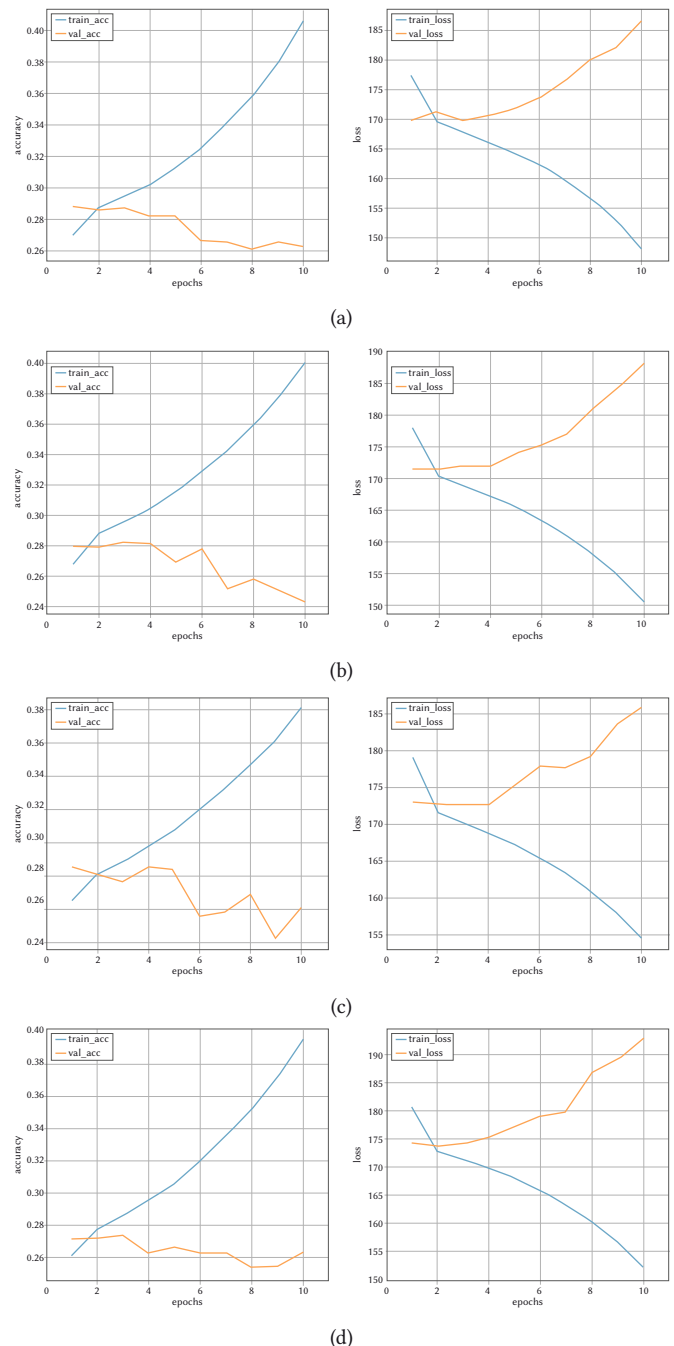 0.40
0.38
0.36
0.34
0.32
0.30
0.28
0.26
accuracy
train_acc
val_acc
0 2 4 6 8 10
epochs
185
180
175
170
165
160
155
150
loss
train_loss
val_loss
0 2 4 6 8 10
epochs
(a)
0.40
0.38
0.36
0.34
0.32
0.30
0.28
0.26
0.24
accuracy
train_acc
val_acc
0 2 4 6 8 10
epochs
190
185
180
175
170
165
160
155
150
loss
train_loss
val_loss
0 2 4 6 8 10
epochs
(b)
0.38
0.36
0.34
0.32
0.30
0.28
0.26
0.24
accuracy
train_acc
val_acc
0 2 4 6 8 10
epochs
185
180
175
170
165
160
155
loss
train_loss
val_loss
0 2 4 6 8 10
epochs
(c)
0.40
0.38
0.36
0.34
0.32
0.30
0.28
0.26
accuracy
train_acc
val_acc
0 2 4 6 8 10
epochs
190
185
180
175
170
165
160
155
150
loss
train_loss
val_loss
0 2 4 6 8 10
epochs
(d)